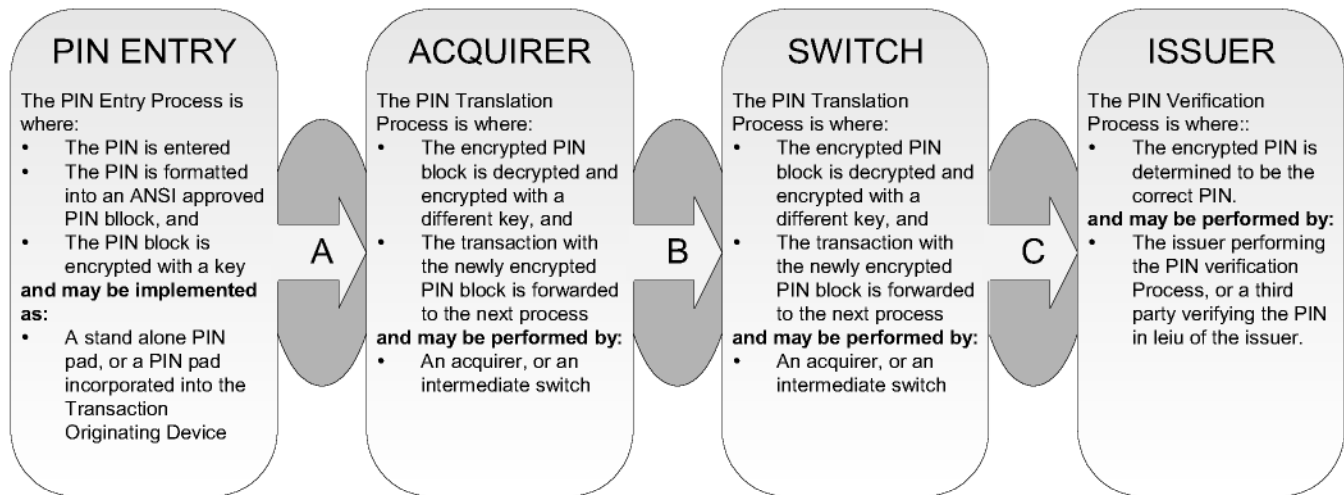 PIN ENTRY
The PIN Entry Process is
where:
• The PIN is entered
• The PIN is formatted
into an ANSI approved
PIN bllock, and
• The PIN block is
encrypted with a key
and may be implemented
as:
• A stand alone PIN
pad, or a PIN pad
incorporated into the
Transaction
Originating Device
A
ACQUIRER
The PIN Translation
Process is where:
• The encrypted PIN
block is decrypted and
encrypted with a
different key, and
• The transaction with
the newly encrypted
PIN block is forwarded
to the next process
and may be performed by:
• An acquirer, or an
intermediate switch
B
SWITCH
The PIN Translation
Process is where:
• The encrypted PIN
block is decrypted and
encrypted with a
different key, and
• The transaction with
the newly encrypted
PIN block is forwarded
to the next process
and may be performed by:
• An acquirer, or an
intermediate switch
C
ISSUER
The PIN Verification
Process is where::
• The encrypted PIN is
determined to be the
correct PIN.
and may be performed by:
• The issuer performing
the PIN verification
Process, or a third
party verifying the PIN
in leiu of the issuer.